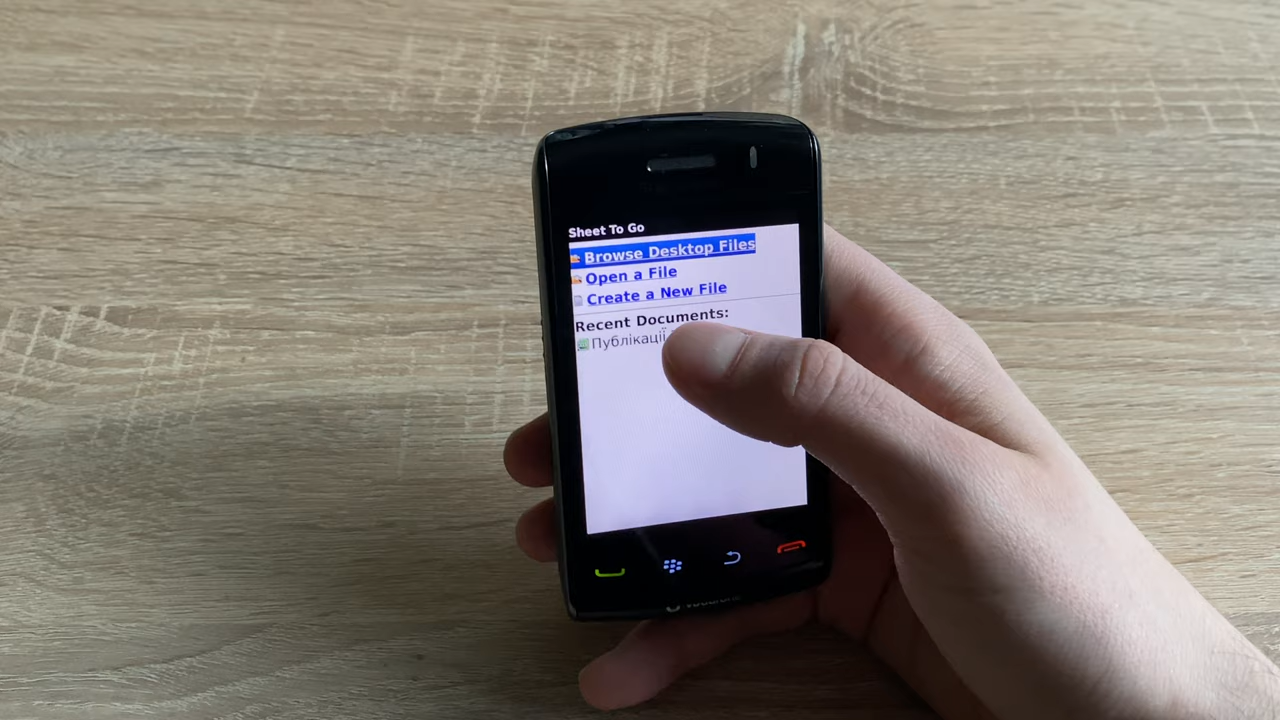 Sheet To Go
Browse Desktop Files
Open a File
Create a New File
Recent Documents:
Публікації